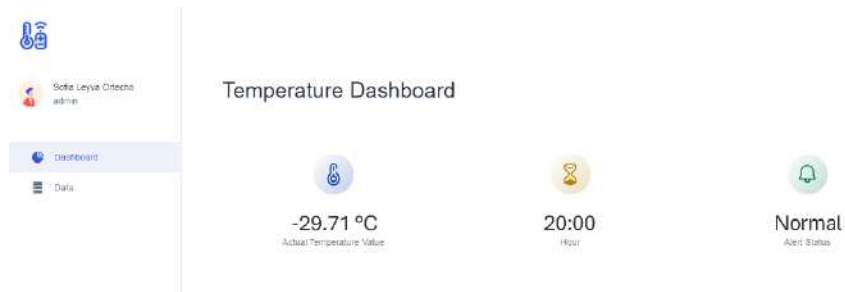 Sofia Leyva Ortecho
admin
Dashboard
Data
Temperature Dashboard
-29.71 ºC
Actual Temperature Value
20:00
Hour
Normal
Alert Status